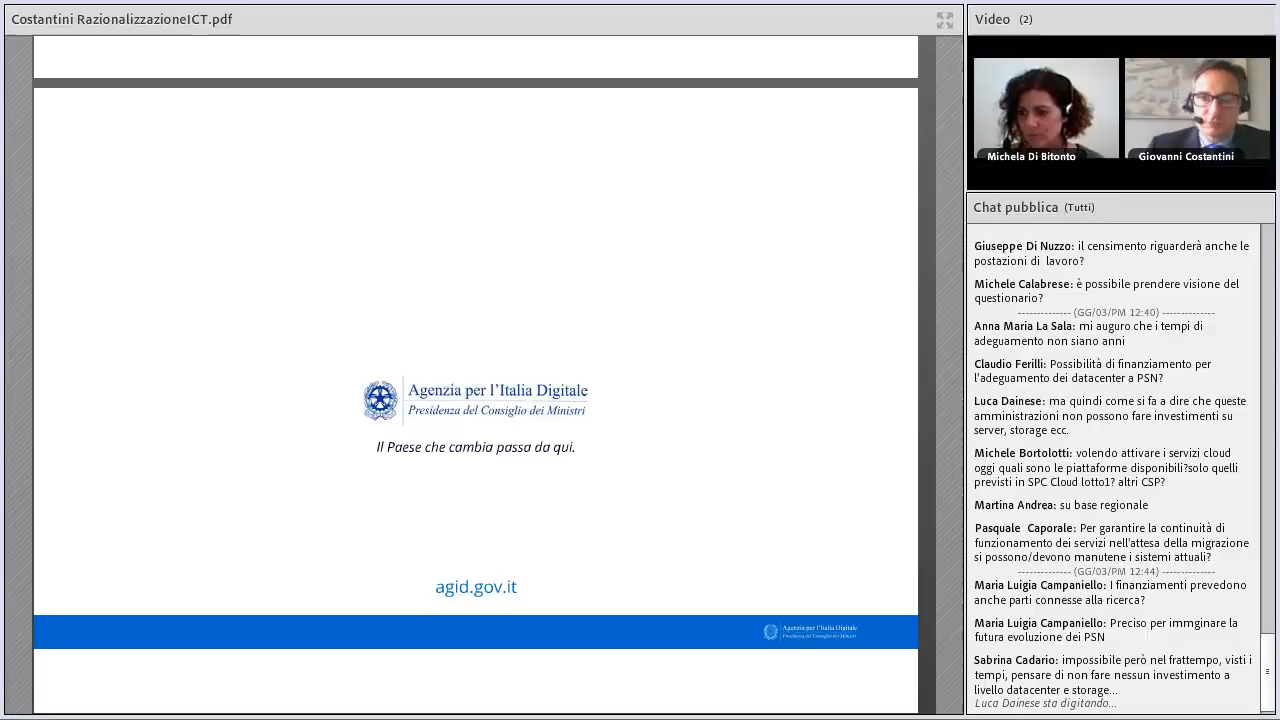 Costantini RazionalizzazioneICT.pdf
Agenzia per l'Italia Digitale
Presidenza del Consiglio dei Ministri
Il Paese che cambia passa da qui.
agid.gov.it
Agenzia per l'Italia Digitale
Presidenza del Consiglio dei Ministri
Video (2)
Michela Di Bitonto
Giovanni Costantini
Chat pubblica (Tutti)
Giuseppe Di Nuzzo: il censimento riguarderà anche le
postazioni di lavoro?
Michele Calabrese: è possibile prendere visione del
questionario?
-------------- (GG/03/PM 12:40) --------------
Anna Maria La Sala: mi auguro che i tempi di
adeguamento non siano anni
Claudio Ferilli: Possibilità di finanziamento per
l'adeguamento dei datacenter a PSN?
Luca Dainese: ma quindi come si fa a dire che queste
amministrazioni non possono fare investimenti su
server, storage ecc.
Michele Bortolotti: volendo attivare i servizi cloud
oggi quali sono le piattaforme disponibili?solo quelli
previsti in SPC Cloud lotto1? altri CSP?
Martina Andrea: su base regionale
Pasquale Caporale: Per garantire la continuità di
funzionamento dei servizi nell'attesa della migrazione
si possono/devono manutene i sistemi attuali?
-------------- (GG/03/PM 12:44) --------------
Maria Luigia Campaniello: I finanziamenti prevedono
anche parti connesse alla ricerca?
Maria Luigia Campaniello: Preciso per immginare la
futura evoluzione dei PSN
Sabrina Cadario: impossibile però nel frattempo, visti i
tempi, pensare di non fare nessun investimento a
livello datacenter e storage...
Luca Dainese sta digitando...